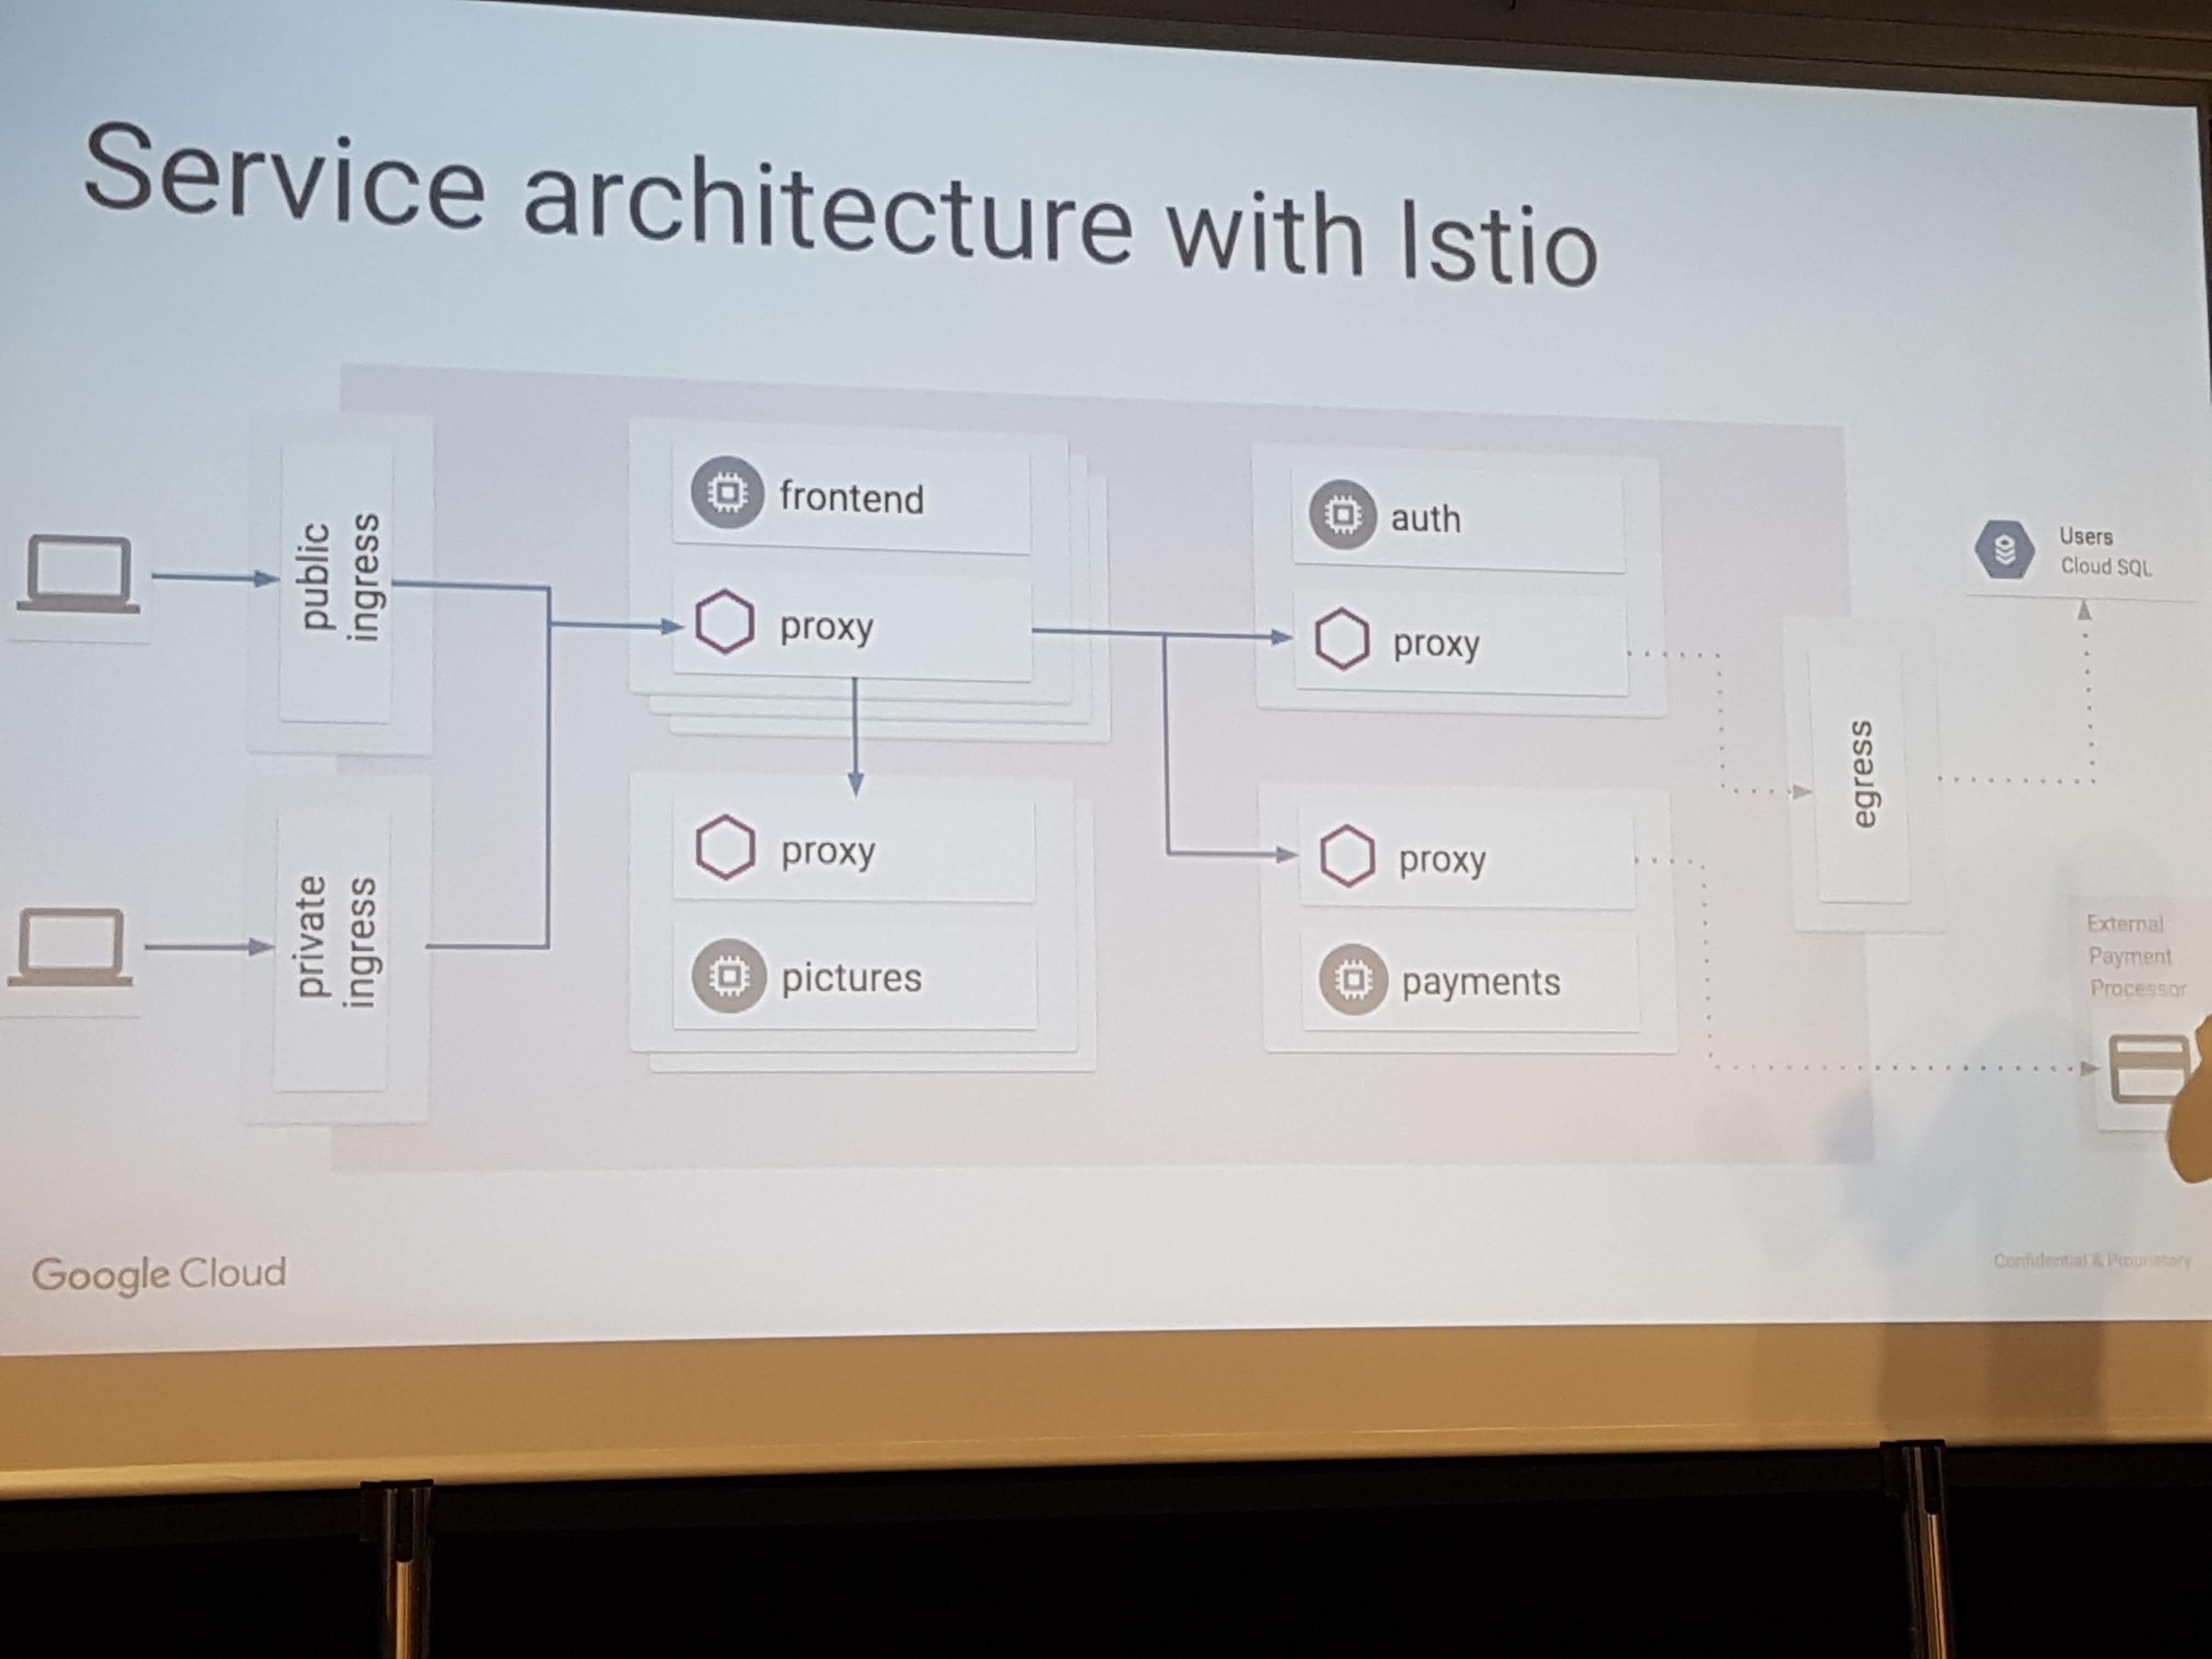 Service architecture with Istio
public
ingress
frontend
proxy
auth
proxy
Users
Cloud SQL
private
ingress
proxy
pictures
proxy
payments
egress
External
Payment
Processor
Google Cloud
Confidential & Proprietary